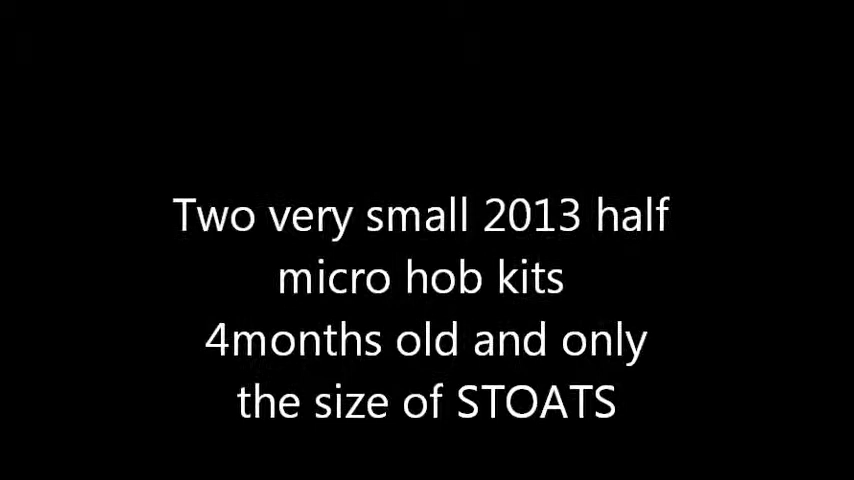 Two very small 2013 half
micro hob kits
4months old and only
the size of STOATS